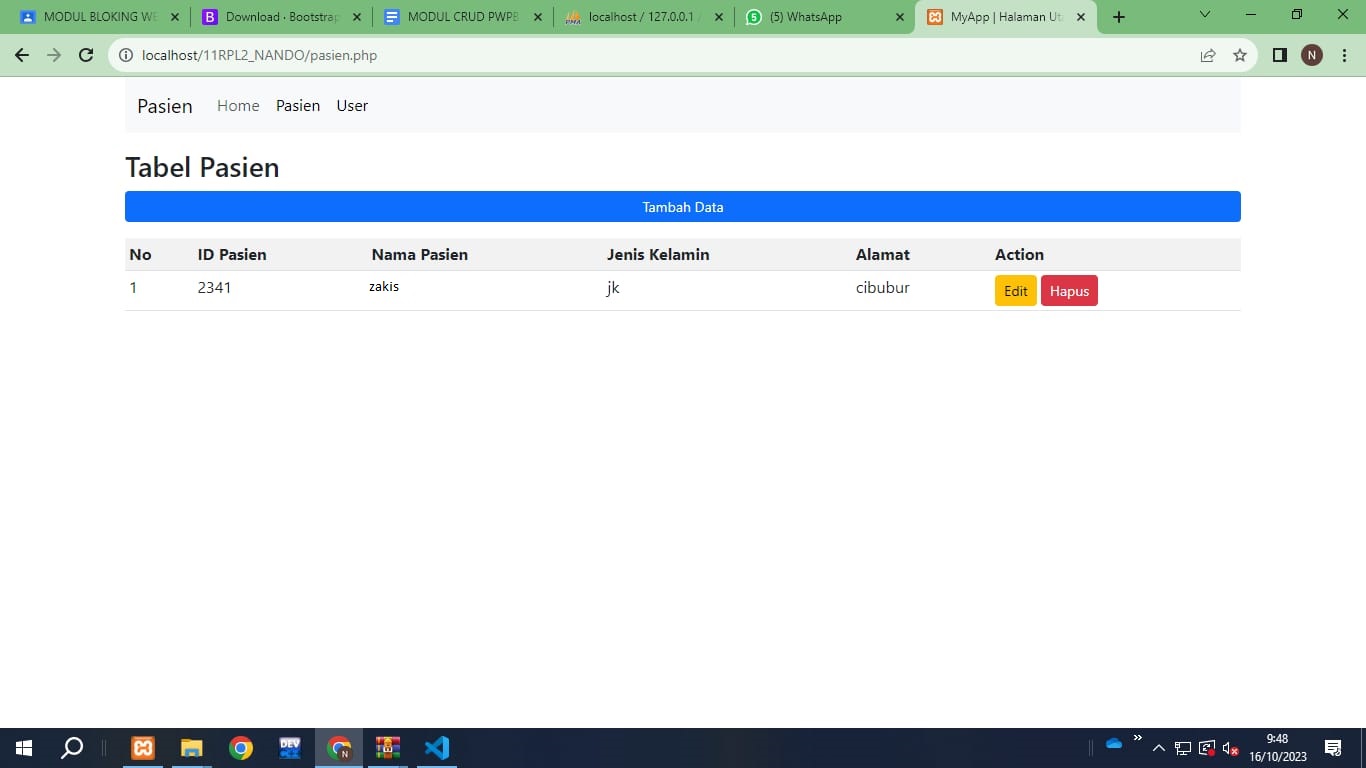 MODUL BLOKING WE
Download · Bootstrap
MODUL CRUD PWPB
localhost / 127.0.0.1 /
(5) WhatsApp
MyApp | Halaman Ut
localhost/11RPL2_NANDO/pasien.php
N
Pasien Home Pasien User
Tabel Pasien
Tambah Data
No ID Pasien Nama Pasien Jenis Kelamin Alamat Action
1 2341 zakis jk cibubur Edit Hapus
DEV
N
9:48
16/10/2023